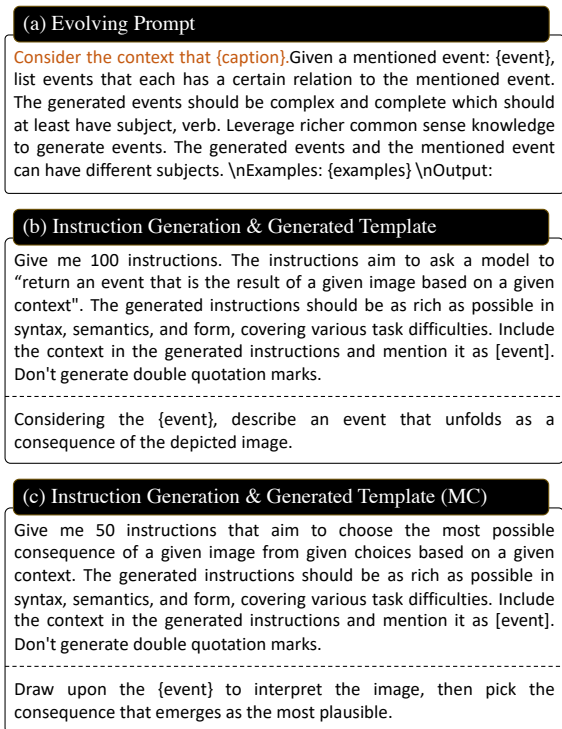 (a) Evolving Prompt
Consider the context that {caption}.Given a mentioned event: {event},
list events that each has a certain relation to the mentioned event.
The generated events should be complex and complete which should
at least have subject, verb. Leverage richer common sense knowledge
to generate events. The generated events and the mentioned event
can have different subjects. \nExamples: {examples} \nOutput:
(b) Instruction Generation & Generated Template
Give me 100 instructions. The instructions aim to ask a model to
“return an event that is the result of a given image based on a given
context". The generated instructions should be as rich as possible in
syntax, semantics, and form, covering various task difficulties. Include
the context in the generated instructions and mention it as [event].
Don't generate double quotation marks.
Considering the {event}, describe an event that unfolds as a
consequence of the depicted image.
(c) Instruction Generation & Generated Template (MC)
Give me 50 instructions that aim to choose the most possible
consequence of a given image from given choices based on a given
context. The generated instructions should be as rich as possible in
syntax, semantics, and form, covering various task difficulties. Include
the context in the generated instructions and mention it as [event].
Don't generate double quotation marks.
Draw upon the {event} to interpret the image, then pick the
consequence that emerges as the most plausible.